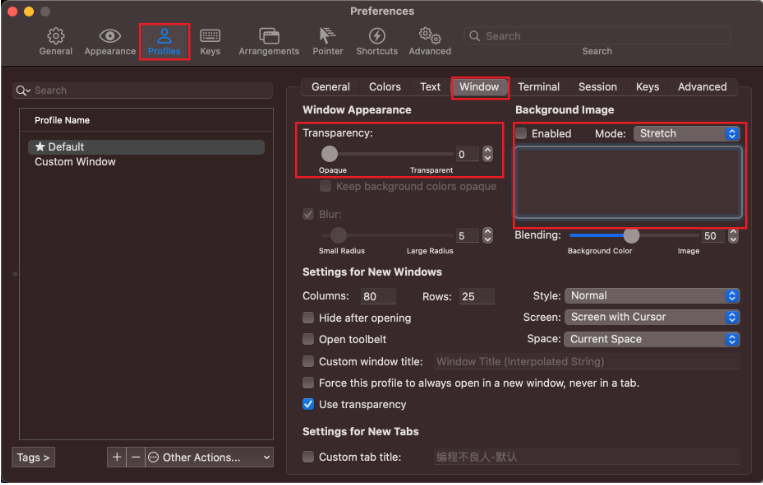 Preferences
General Appearance Profiles Keys Arrangements Pointer Shortcuts Advanced Search
Search
Search
Profile Name
★ Default
Custom Window
Tags >
+ − Other Actions...
General Colors Text Window Terminal Session Keys Advanced
Window Appearance
Transparency:
0
Opaque Transparent
Keep background colors opaque
Blur:
5
Small Radius Large Radius
Background Image
Enabled Mode: Stretch
Blending: 50
Background Color Image
Settings for New Windows
Columns: 80 Rows: 25 Style: Normal
Hide after opening Screen: Screen with Cursor
Open toolbelt Space: Current Space
Custom window title: Window Title (Interpolated String)
Force this profile to always open in a new window, never in a tab.
Use transparency
Settings for New Tabs
Custom tab title: 编程不良人-默认